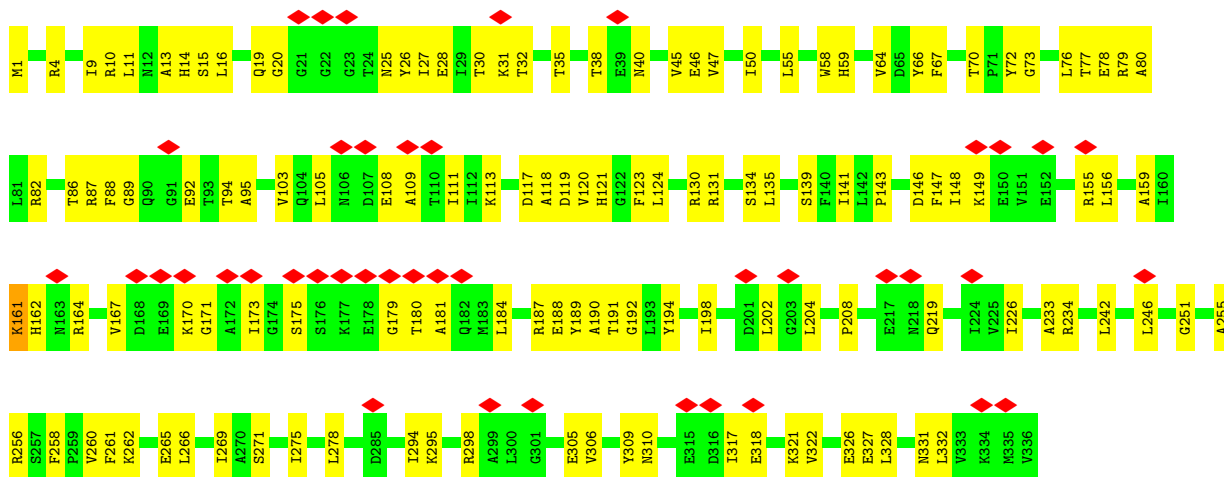 M1 R4 I9 R10 L11 N12 A13 H14 S15 L16 Q19 G20 G21 G22 G23 T24 N25 Y26 I27 E28 I29 T30 K31 T32 T35 T38 E39 N40 V45 E46 V47 I50 L55 W58 H59 V64 D65 Y66 F67 T70 P71 Y72 G73 L76 T77 E78 R79 A80
L81 R82 T86 R87 F88 G89 Q90 G91 E92 T93 T94 A95 V103 Q104 L105 N106 D107 E108 A109 T110 I111 I112 K113 D117 A118 D119 V120 H121 G122 F123 L124 R130 R131 S134 L135 S139 F140 I141 L142 P143 D146 F147 I148 K149 E150 V151 E152 R155 L156 A159 I160
K161 H162 N163 R164 V167 D168 E169 K170 G171 A172 I173 G174 S175 S176 K177 E178 G179 T180 A181 Q182 M183 L184 R187 E188 Y189 A190 T191 G192 L193 Y194 I198 D201 L202 G203 L204 P208 E217 N218 Q219 I224 V225 I226 A233 R234 L242 L246 G251 A255
R256 S257 F258 P259 V260 F261 K262 E265 L266 I269 A270 S271 I275 L278 D285 I294 K295 R298 A299 L300 G301 E305 V306 Y309 N310 E315 D316 I317 E318 K321 V322 E326 E327 L328 N331 L332 V333 K334 M335 V336